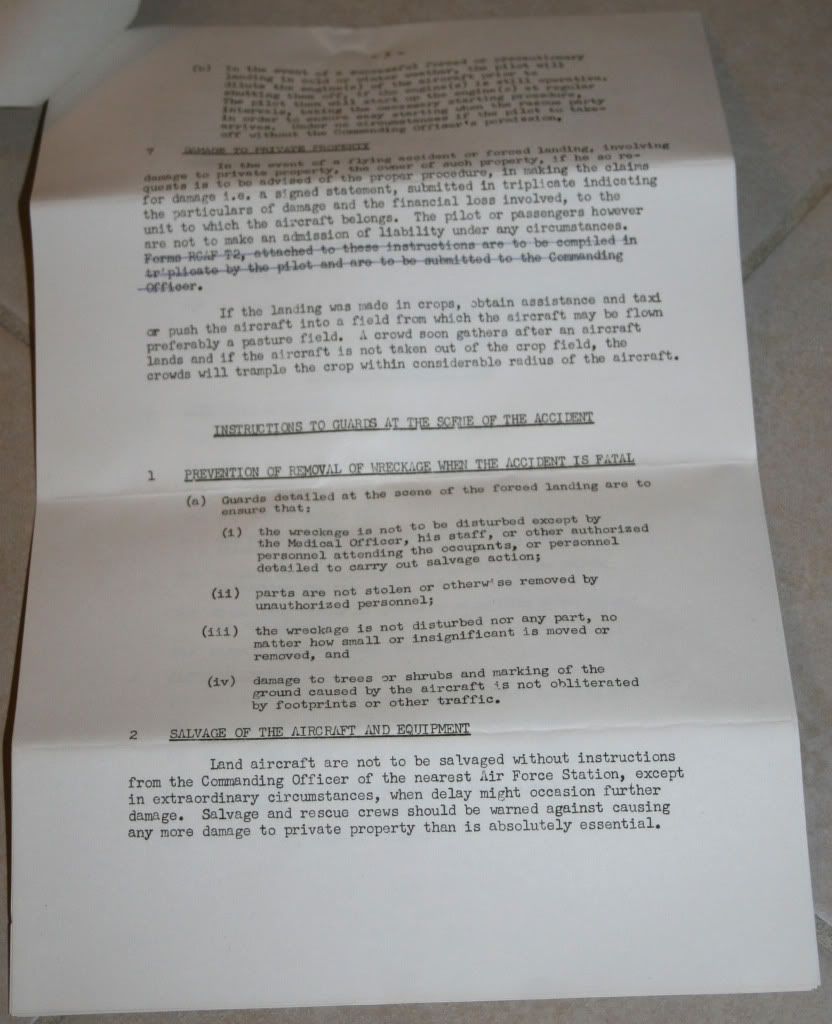 - 3 -
(b) In the event of a successful forced or precautionary
landing in cold or winter weather, the pilot will
dilute the engine(s) of the aircraft prior to
shutting them off, if the engine(s) is still operative.
The pilot then will start up the engine(s) at regular
intervals, taking the necessary starting procedure,
in order to ensure easy starting when the rescue party
arrives. Under no circumstances is the pilot to take-
off without the Commanding Officer's permission.
7 DAMAGE TO PRIVATE PROPERTY
In the event of a flying accident or forced landing, involving
damage to private property, the owner of such property, if he so re-
quests is to be advised of the proper procedure, in making the claims
for damage i.e. a signed statement, submitted in triplicate indicating
the particulars of damage and the financial loss involved, to the
unit to which the aircraft belongs. The pilot or passengers however
are not to make an admission of liability under any circumstances.
Forms RCAF T2, attached to these instructions are to be compiled in
triplicate by the pilot and are to be submitted to the Commanding
Officer.
If the landing was made in crops, obtain assistance and taxi
or push the aircraft into a field from which the aircraft may be flown
preferably a pasture field. A crowd soon gathers after an aircraft
lands and if the aircraft is not taken out of the crop field, the
crowds will trample the crop within considerable radius of the aircraft.
INSTRUCTIONS TO GUARDS AT THE SCENE OF THE ACCIDENT
1 PREVENTION OF REMOVAL OF WRECKAGE WHEN THE ACCIDENT IS FATAL
(a) Guards detailed at the scene of the forced landing are to
ensure that:
(i) the wreckage is not to be disturbed except by
the Medical Officer, his staff, or other authorized
personnel attending the occupants, or personnel
detailed to carry out salvage action;
(ii) parts are not stolen or otherwise removed by
unauthorized personnel;
(iii) the wreckage is not disturbed nor any part, no
matter how small or insignificant is moved or
removed, and
(iv) damage to trees or shrubs and marking of the
ground caused by the aircraft is not obliterated
by footprints or other traffic.
2 SALVAGE OF THE AIRCRAFT AND EQUIPMENT
Land aircraft are not to be salvaged without instructions
from the Commanding Officer of the nearest Air Force Station, except
in extraordinary circumstances, when delay might occasion further
damage. Salvage and rescue crews should be warned against causing
any more damage to private property than is absolutely essential.